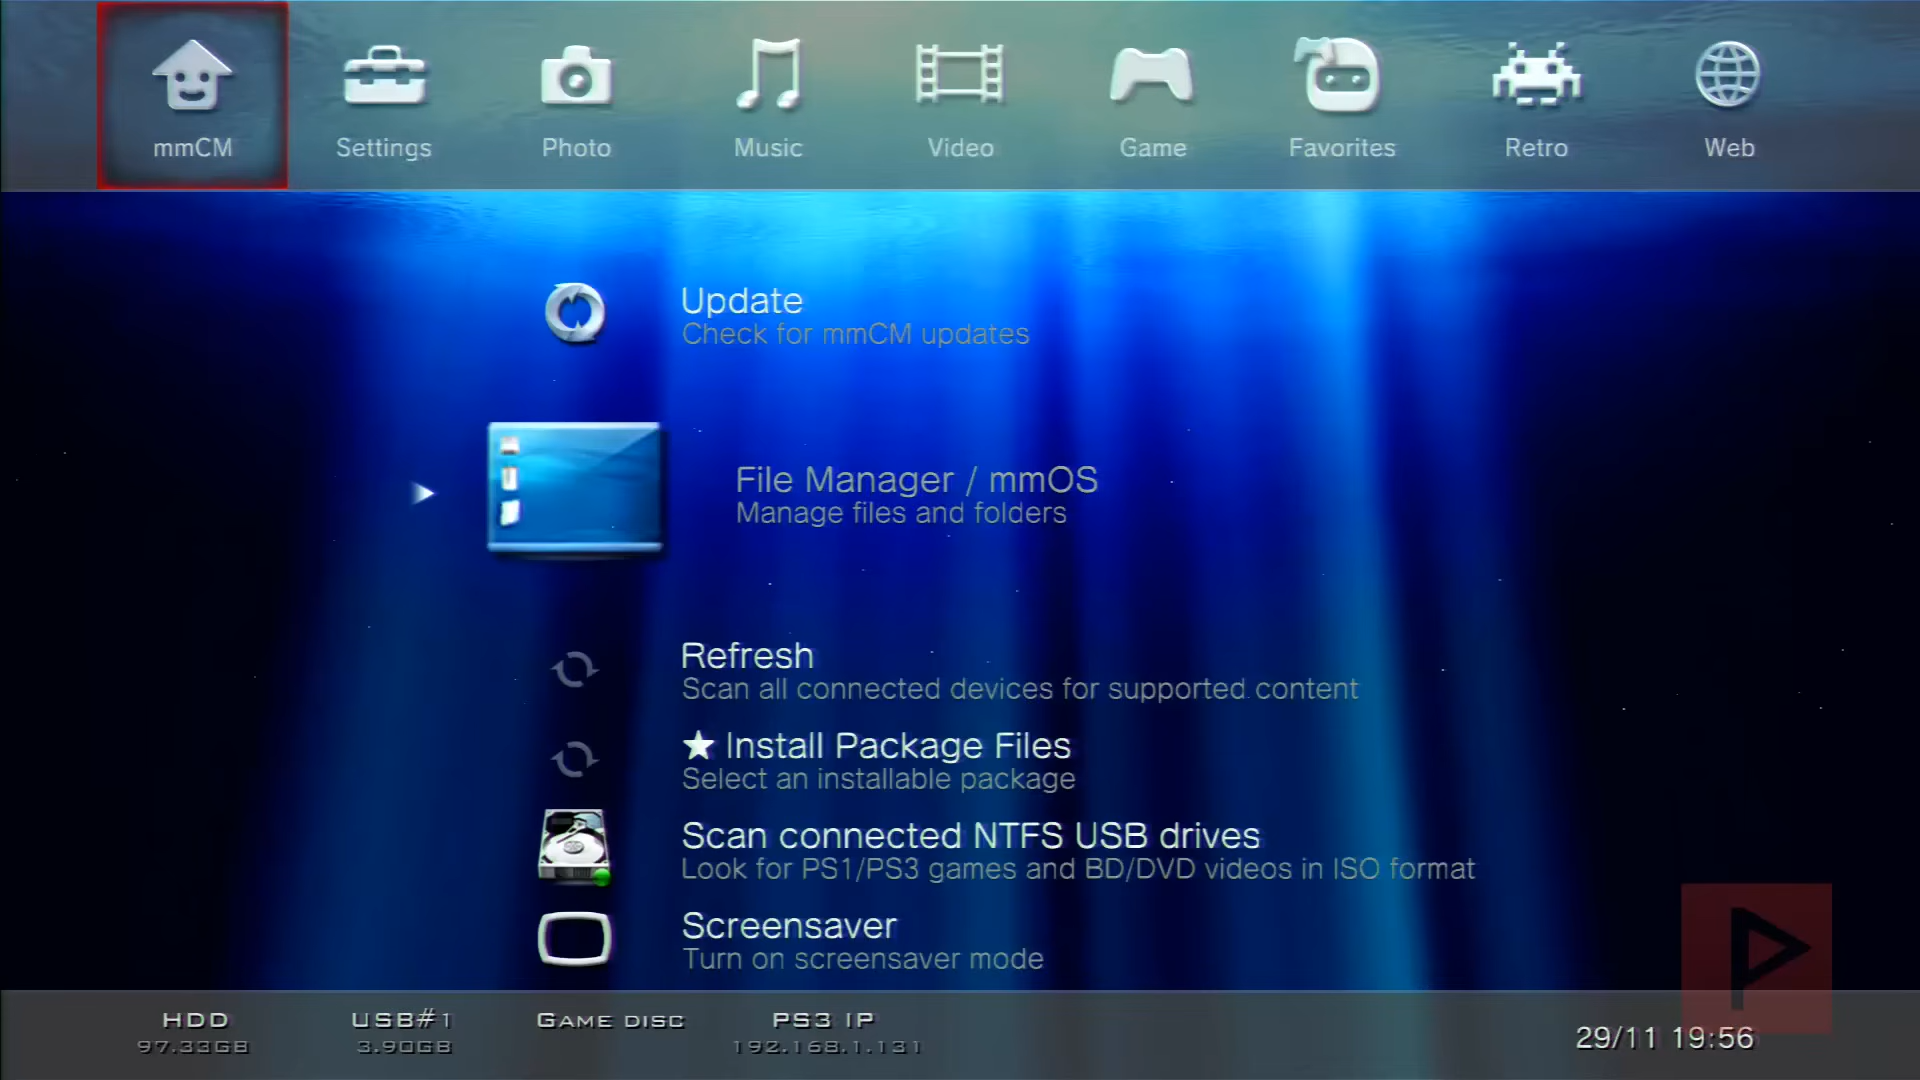 mmCM
Settings
Photo
Music
Video
Game
Favorites
Retro
Web
Update
Check for mmCM updates
File Manager / mmOS
Manage files and folders
Refresh
Scan all connected devices for supported content
★ Install Package Files
Select an installable package
Scan connected NTFS USB drives
Look for PS1/PS3 games and BD/DVD videos in ISO format
Screensaver
Turn on screensaver mode
HDD
97.33GB
USB#1
3.90GB
GAME DISC
PS3 IP
192.168.1.131
29/11 19:56